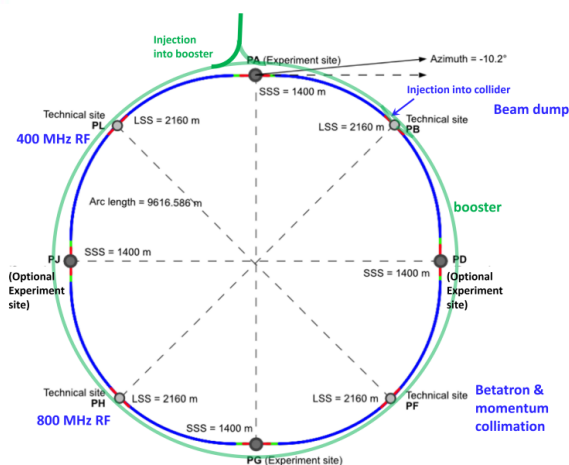 Injection
into booster
PA (Experiment site)
Azimuth = -10.2°
SSS = 1400 m
Injection into collider
Beam dump
Technical site
PL
LSS = 2160 m
400 MHz RF
LSS = 2160 m
Technical site
PB
Arc length = 9616.586 m
booster
PJ
SSS = 1400 m
(Optional
Experiment
site)
SSS = 1400 m
PD
(Optional
Experiment
site)
Technical site
PH
LSS = 2160 m
800 MHz RF
LSS = 2160 m
Technical site
PF
Betatron &
momentum
collimation
SSS = 1400 m
PG (Experiment site)